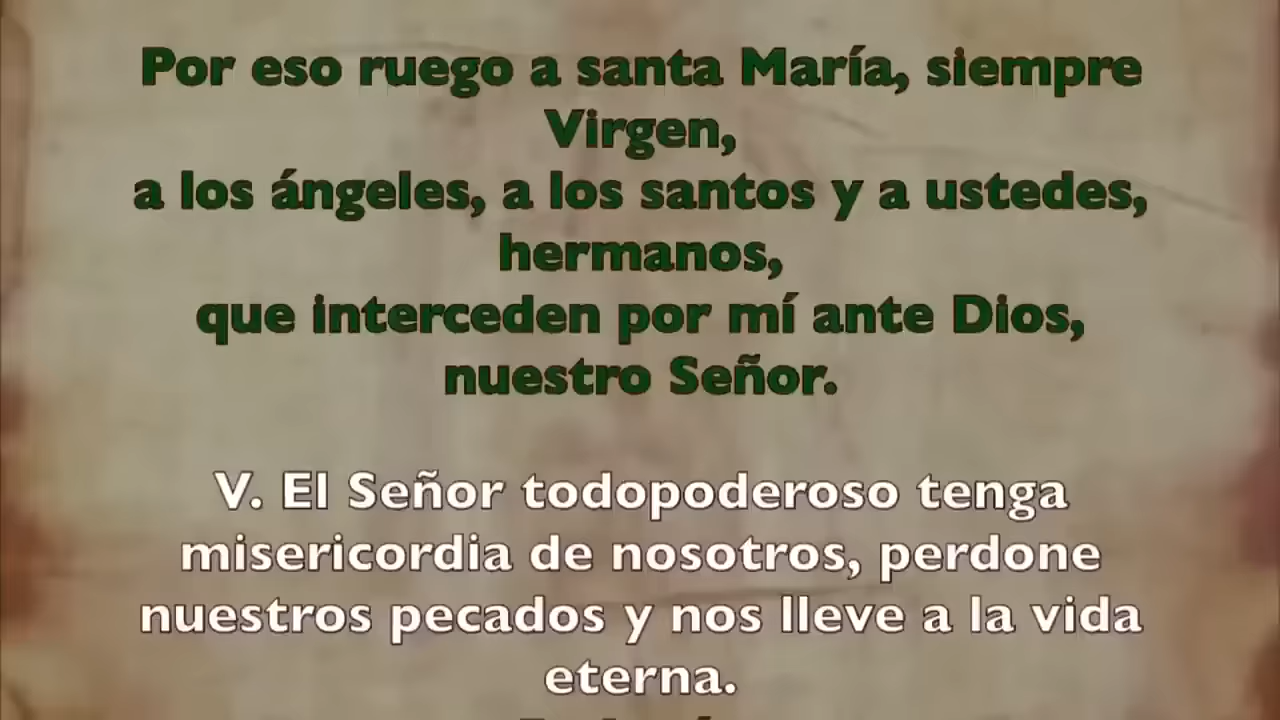 Por eso ruego a santa María, siempre
Virgen,
a los ángeles, a los santos y a ustedes,
hermanos,
que interceden por mí ante Dios,
nuestro Señor.
V. El Señor todopoderoso tenga
misericordia de nosotros, perdone
nuestros pecados y nos lleve a la vida
eterna.